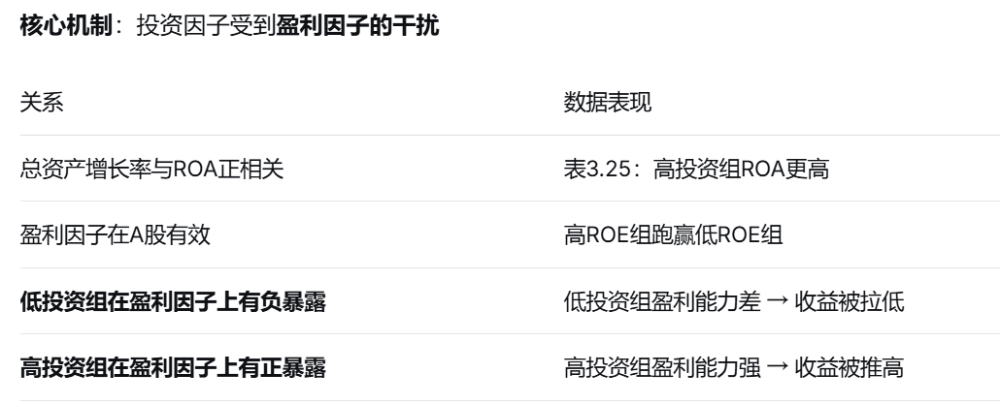 核心机制：投资因子受到盈利因子的干扰
关系 数据表现
总资产增长率与ROA正相关 表3.25：高投资组ROA更高
盈利因子在A股有效 高ROE组跑赢低ROE组
低投资组在盈利因子上有负暴露 低投资组盈利能力差 → 收益被拉低
高投资组在盈利因子上有正暴露 高投资组盈利能力强 → 收益被推高